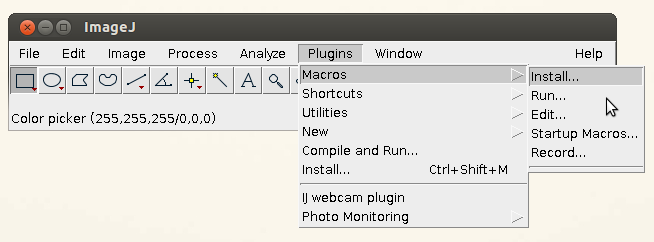 ImageJ
File Edit Image Process Analyze Plugins Window Help
A
Color picker (255,255,255/0,0,0)
Macros
Shortcuts
Utilities
New
Compile and Run...
Install... Ctrl+Shift+M
IJ webcam plugin
Photo Monitoring
Install...
Run...
Edit...
Startup Macros...
Record...